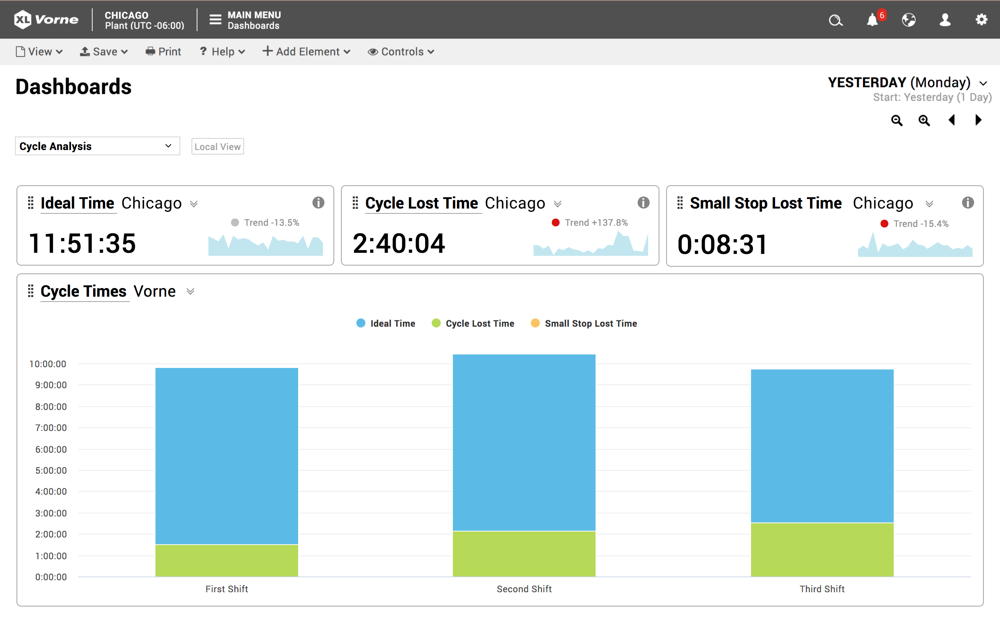 XL Vorne
CHICAGO
Plant (UTC -06:00)
MAIN MENU
Dashboards
6
View
Save
Print
? Help
Add Element
Controls
Dashboards
YESTERDAY (Monday)
Start: Yesterday (1 Day)
Cycle Analysis
Local View
Ideal Time Chicago
Trend -13.5%
11:51:35
Cycle Lost Time Chicago
Trend +137.8%
2:40:04
Small Stop Lost Time Chicago
Trend -15.4%
0:08:31
Cycle Times Vorne
Ideal Time
Cycle Lost Time
Small Stop Lost Time
10:00:00
9:00:00
8:00:00
7:00:00
6:00:00
5:00:00
4:00:00
3:00:00
2:00:00
1:00:00
0:00:00
First Shift
Second Shift
Third Shift